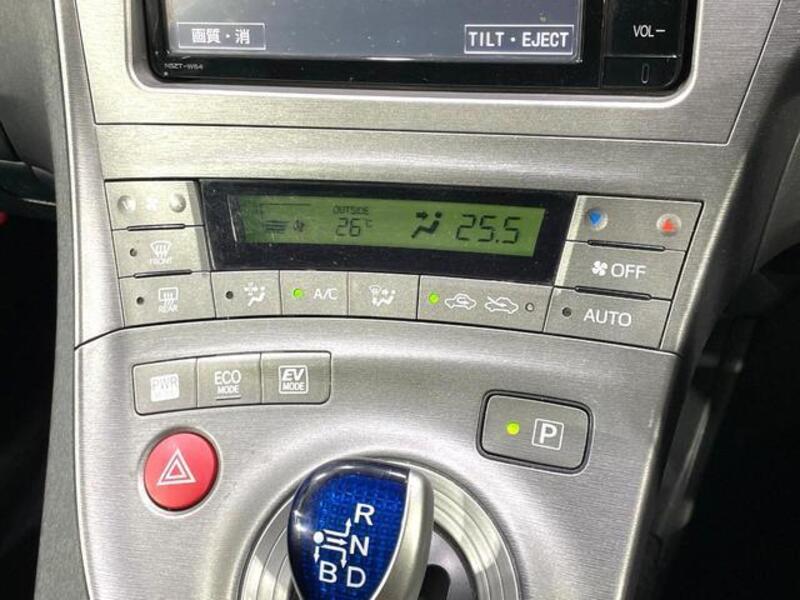 画質・消
TILT・EJECT
VOL−
NSZT-W64
OUTSIDE
26℃
25.5
FRONT
OFF
REAR
A/C
AUTO
PWR
ECO
MODE
EV
MODE
P
R
N
B D